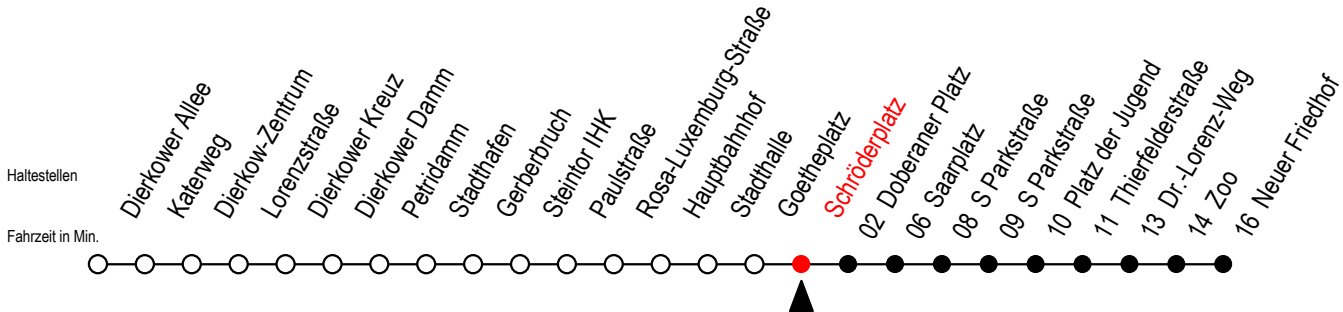 Haltestellen
Fahrzeit in Min.
Dierkower Allee
Katerweg
Dierkow-Zentrum
Lorenzstraße
Dierkower Kreuz
Dierkower Damm
Petridamm
Stadthafen
Gerberbruch
Steintor IHK
Paulstraße
Rosa-Luxemburg-Straße
Hauptbahnhof
Stadthalle
Goetheplatz
Schröderplatz
02 Doberaner Platz
06 Saarplatz
08 S Parkstraße
09 S Parkstraße
10 Platz der Jugend
11 Thierfelderstraße
13 Dr.-Lorenz-Weg
14 Zoo
16 Neuer Friedhof